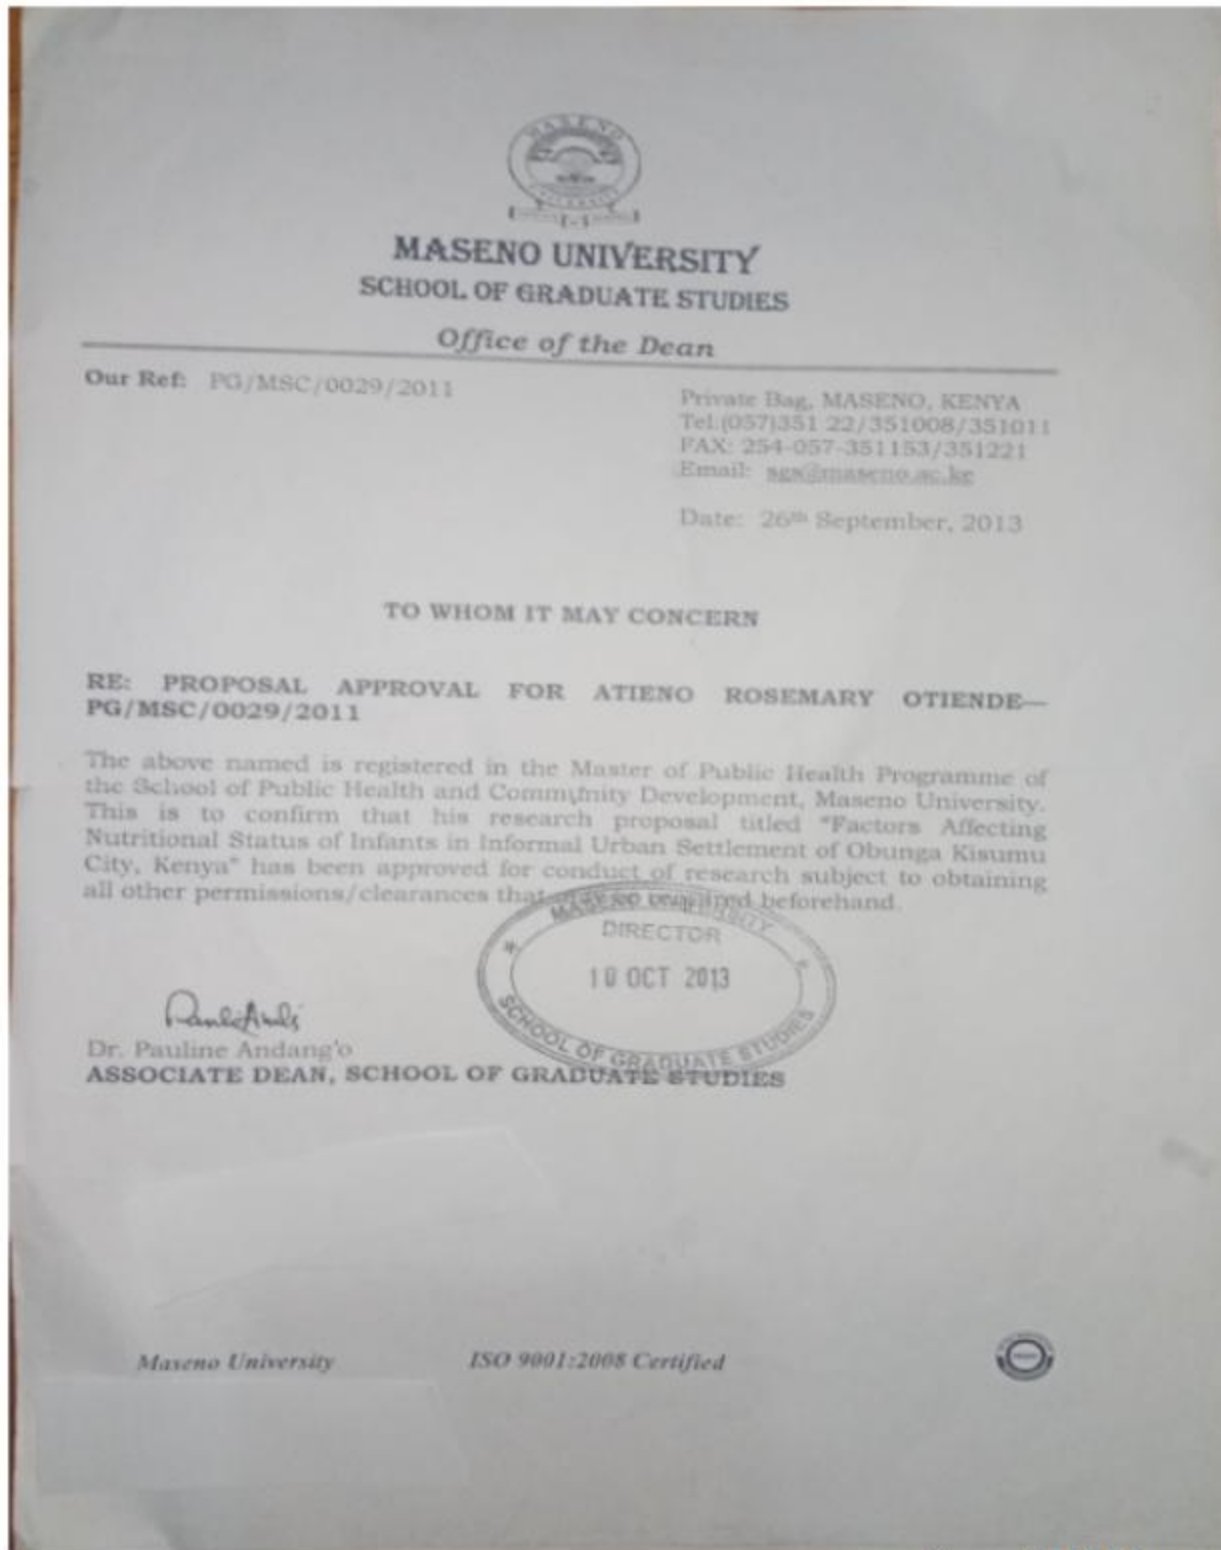 MASENO
UNIVERSITY
MASENO UNIVERSITY
SCHOOL OF GRADUATE STUDIES
Office of the Dean
Our Ref: PG/MSC/0029/2011
Private Bag, MASENO, KENYA
Tel:(057)351 22/351008/351011
FAX: 254-057-351153/351221
Email: sgs@maseno.ac.ke
Date: 26th September, 2013
TO WHOM IT MAY CONCERN
RE: PROPOSAL APPROVAL FOR ATIENO ROSEMARY OTIENDE—
PG/MSC/0029/2011
The above named is registered in the Master of Public Health Programme of
the School of Public Health and Community Development, Maseno University.
This is to confirm that his research proposal titled "Factors Affecting
Nutritional Status of Infants in Informal Urban Settlement of Obunga Kisumu
City, Kenya" has been approved for conduct of research subject to obtaining
all other permissions/clearances that may be required beforehand.
MASENO UNIVERSITY
DIRECTOR
10 OCT 2013
SCHOOL OF GRADUATE STUDIES
Dr. Pauline Andang'o
ASSOCIATE DEAN, SCHOOL OF GRADUATE STUDIES
Maseno University ISO 9001:2008 Certified